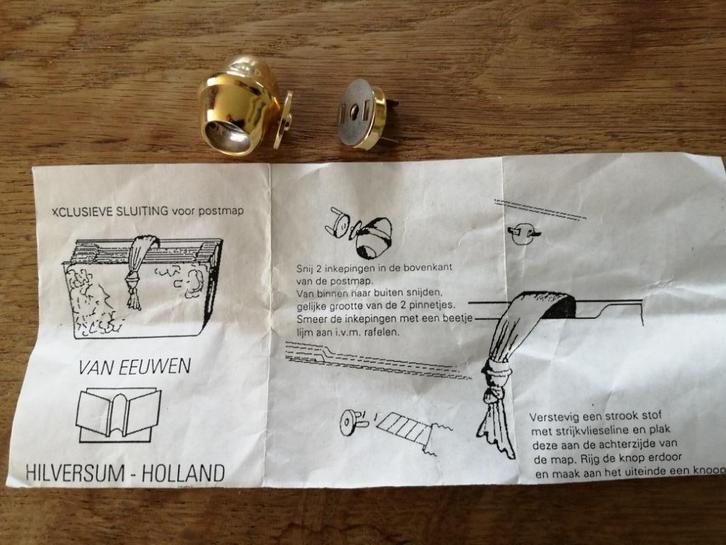 XCLUSIEVE SLUITING voor postmap
VAN EEUWEN
HILVERSUM - HOLLAND
Snij 2 inkepingen in de bovenkant
van de postmap.
Van binnen naar buiten snijden,
gelijke grootte van de 2 pinnetjes.
Smeer de inkepingen met een beetje
lijm aan i.v.m. rafelen.
Verstevig een strook stof
met strijkvlieseline en plak
deze aan de achterzijde van
de map. Rijg de knop erdoor
en maak aan het uiteinde een knoop